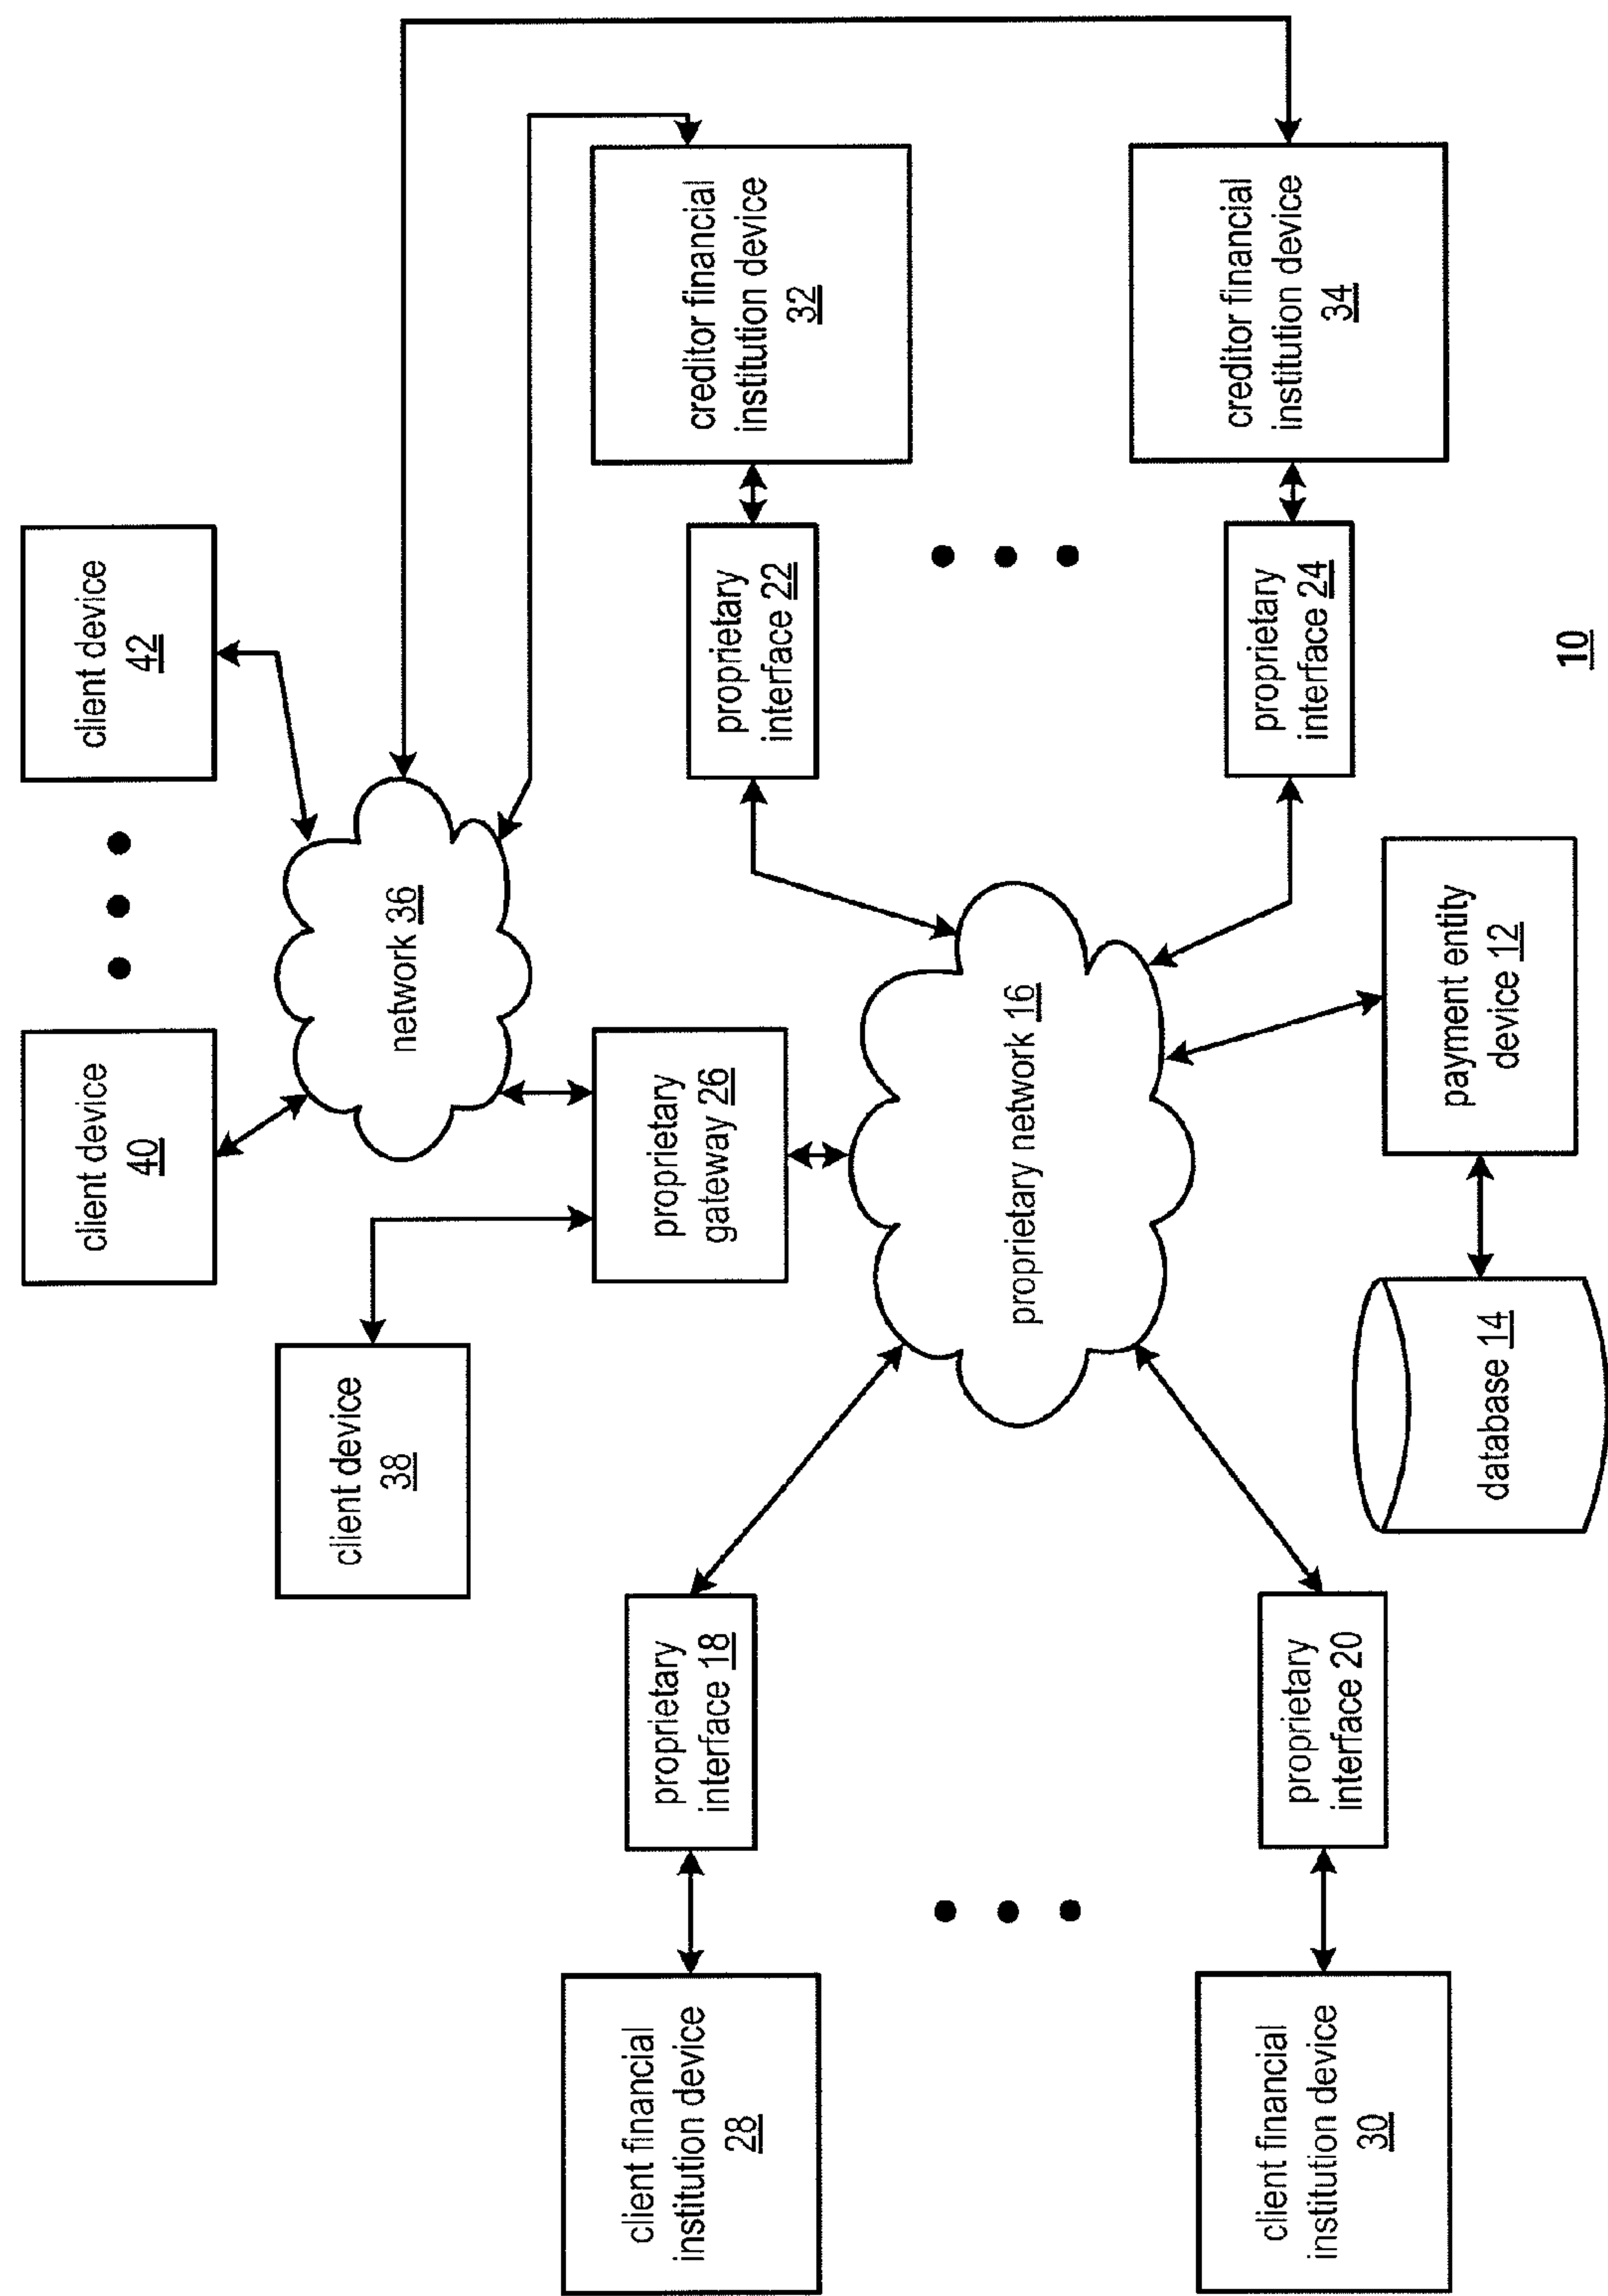 client device
40
client device
42
client device
38
network 36
proprietary
gateway 26
client financial
institution device
28
proprietary
interface 18
proprietary
interface 22
creditor financial
institution device
32
proprietary network 16
client financial
institution device
30
proprietary
interface 20
proprietary
interface 24
creditor financial
institution device
34
database 14
payment entity
device 12
10